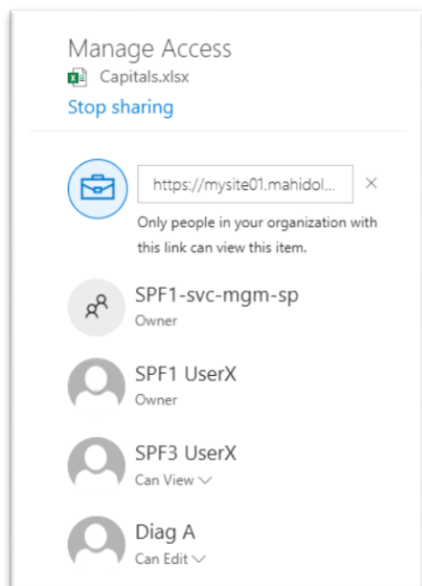 Manage Access
Capitals.xlsx
Stop sharing
https://mysite01.mahidol...
Only people in your organization with
this link can view this item.
SPF1-svc-mgm-sp
Owner
SPF1 UserX
Owner
SPF3 UserX
Can View
Diag A
Can Edit